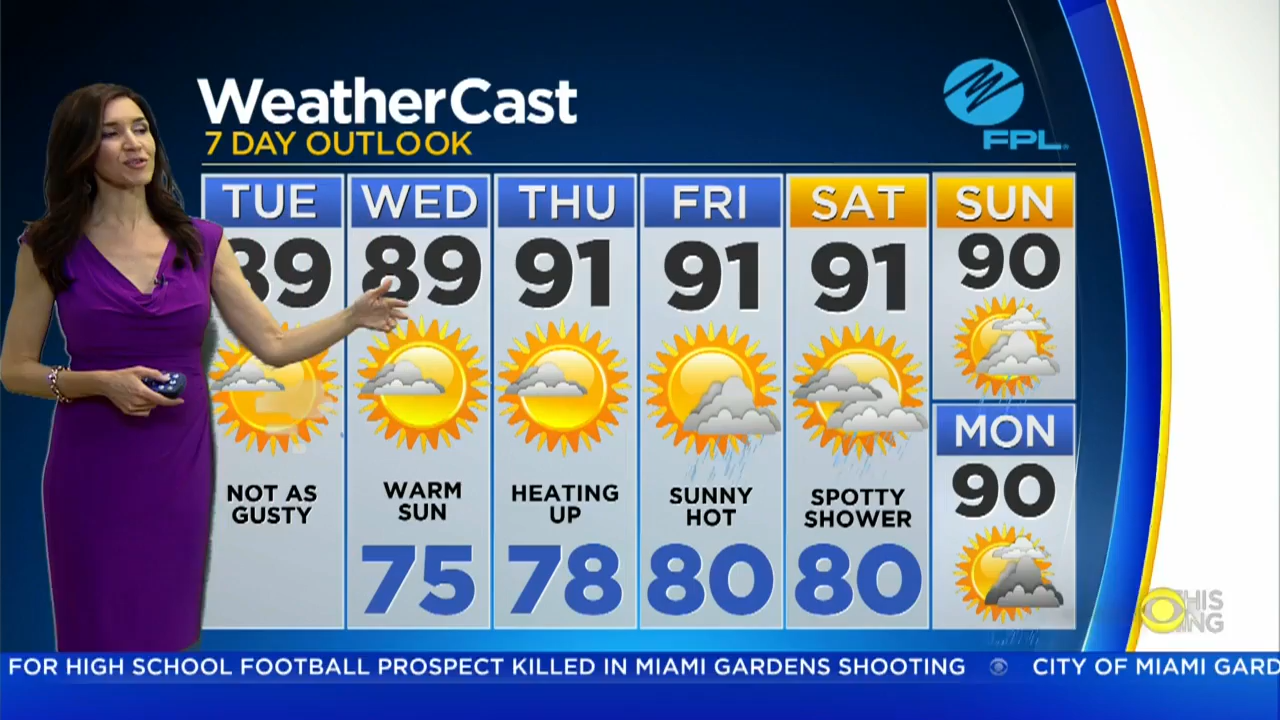 WeatherCast
7 DAY OUTLOOK
FPL
TUE WED THU FRI SAT SUN
89 89 91 91 91 90
NOT AS
GUSTY
WARM
SUN
HEATING
UP
SUNNY
HOT
SPOTTY
SHOWER
75 78 80 80
MON
90
FOR HIGH SCHOOL FOOTBALL PROSPECT KILLED IN MIAMI GARDENS SHOOTING CITY OF MIAMI GARD